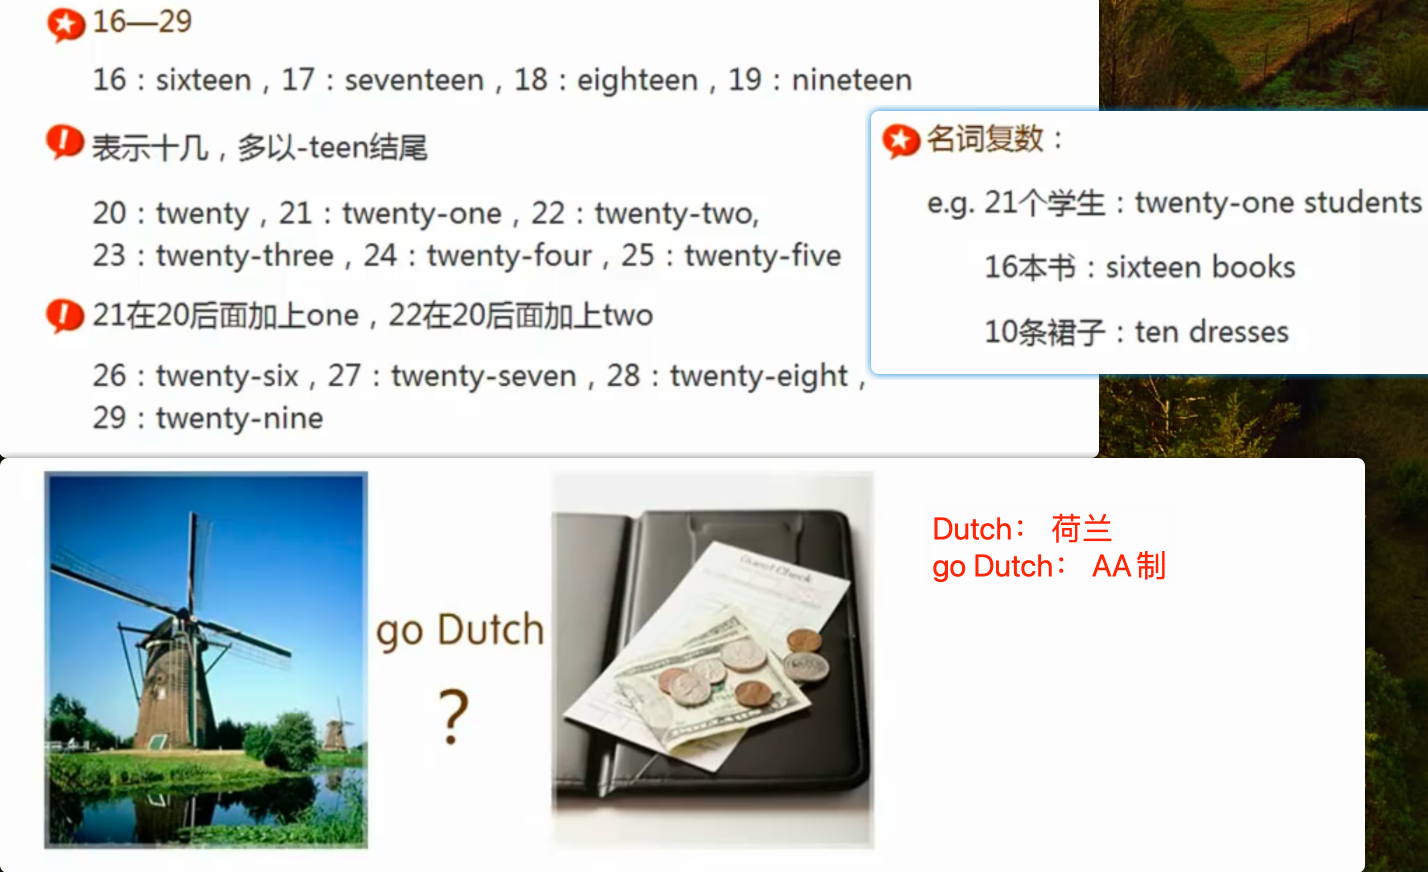 16—29
16：sixteen，17：seventeen，18：eighteen，19：nineteen
表示十几，多以-teen结尾
20：twenty，21：twenty-one，22：twenty-two,
23：twenty-three，24：twenty-four，25：twenty-five
21在20后面加上one，22在20后面加上two
26：twenty-six，27：twenty-seven，28：twenty-eight，
29：twenty-nine
名词复数：
e.g. 21个学生：twenty-one students
16本书：sixteen books
10条裙子：ten dresses
go Dutch
?
Guest Check
Dutch： 荷兰
go Dutch： AA制